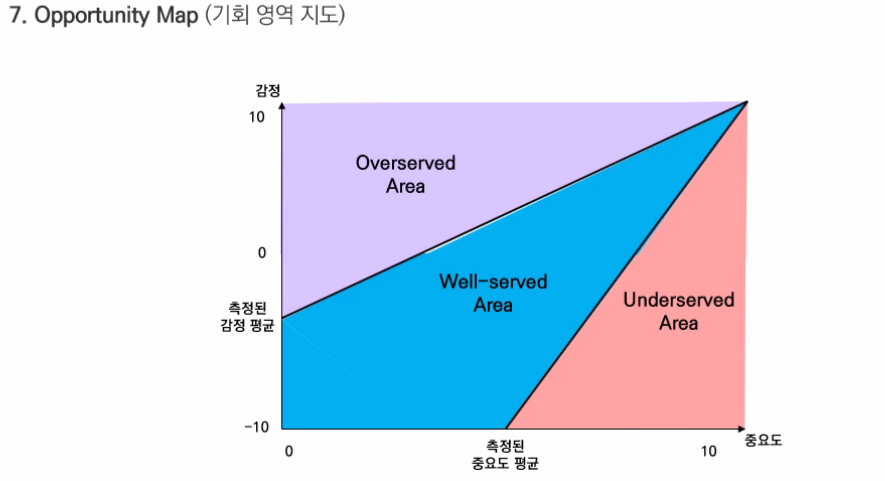 7. Opportunity Map (기회 영역 지도)
감정
10
Overserved
Area
0
Well-served
Area
Underserved
Area
측정된
감정 평균
-10
0
측정된
중요도 평균
10
중요도